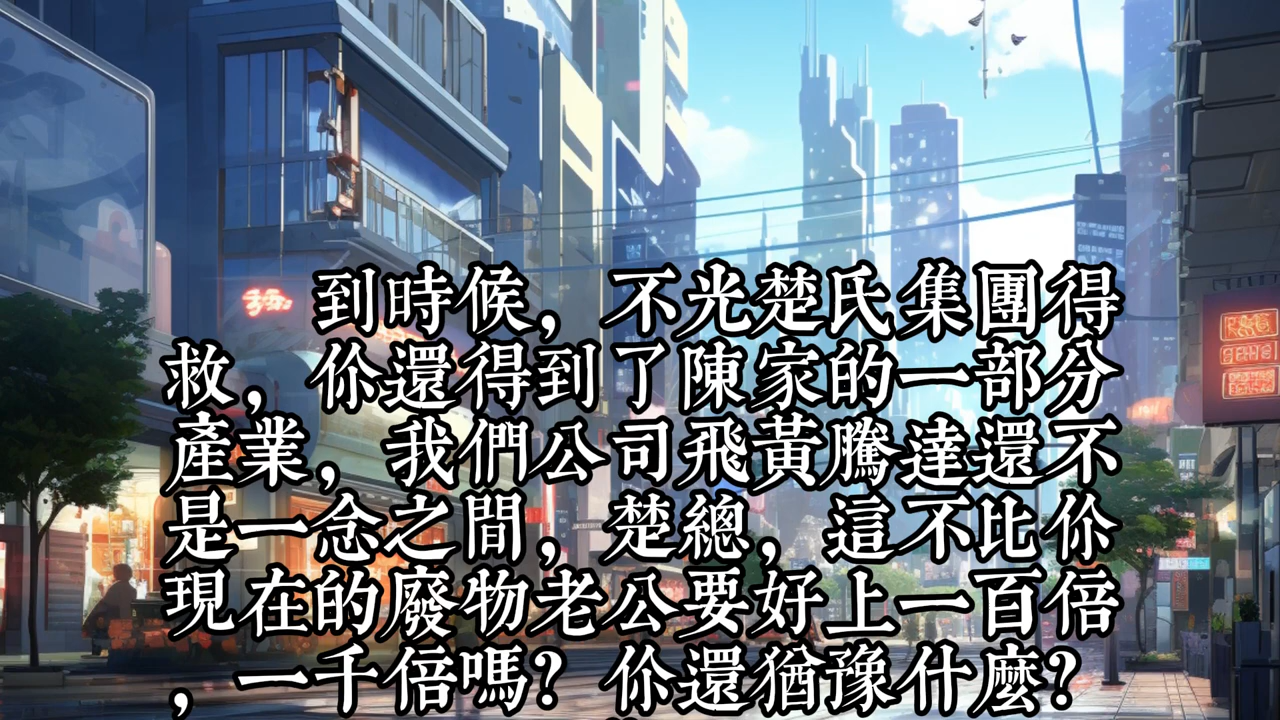 到時候，不光楚氏集團得
救，你還得到了陳家的一部分
產業，我們公司飛黃騰達還不
是一念之間，楚總，這不比你
現在的廢物老公要好上一百倍
，一千倍嗎？你還猶豫什麼？